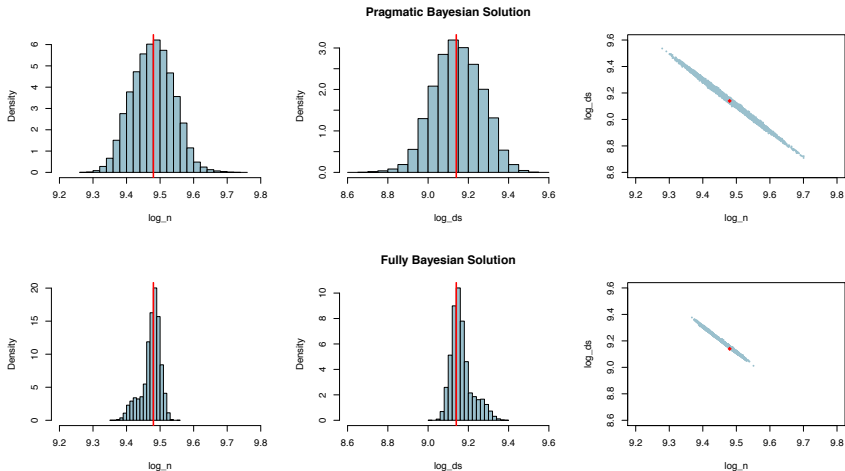 Pragmatic Bayesian Solution
Density
0 1 2 3 4 5 6
9.2 9.3 9.4 9.5 9.6 9.7 9.8
log_n
Density
0.0 1.0 2.0 3.0
8.6 8.8 9.0 9.2 9.4 9.6
log_ds
log_ds
8.6 8.8 9.0 9.2 9.4 9.6
9.2 9.3 9.4 9.5 9.6 9.7 9.8
log_n
Fully Bayesian Solution
Density
0 5 10 15 20
9.2 9.3 9.4 9.5 9.6 9.7 9.8
log_n
Density
0 2 4 6 8 10
8.6 8.8 9.0 9.2 9.4 9.6
log_ds
log_ds
8.6 8.8 9.0 9.2 9.4 9.6
9.2 9.3 9.4 9.5 9.6 9.7 9.8
log_n